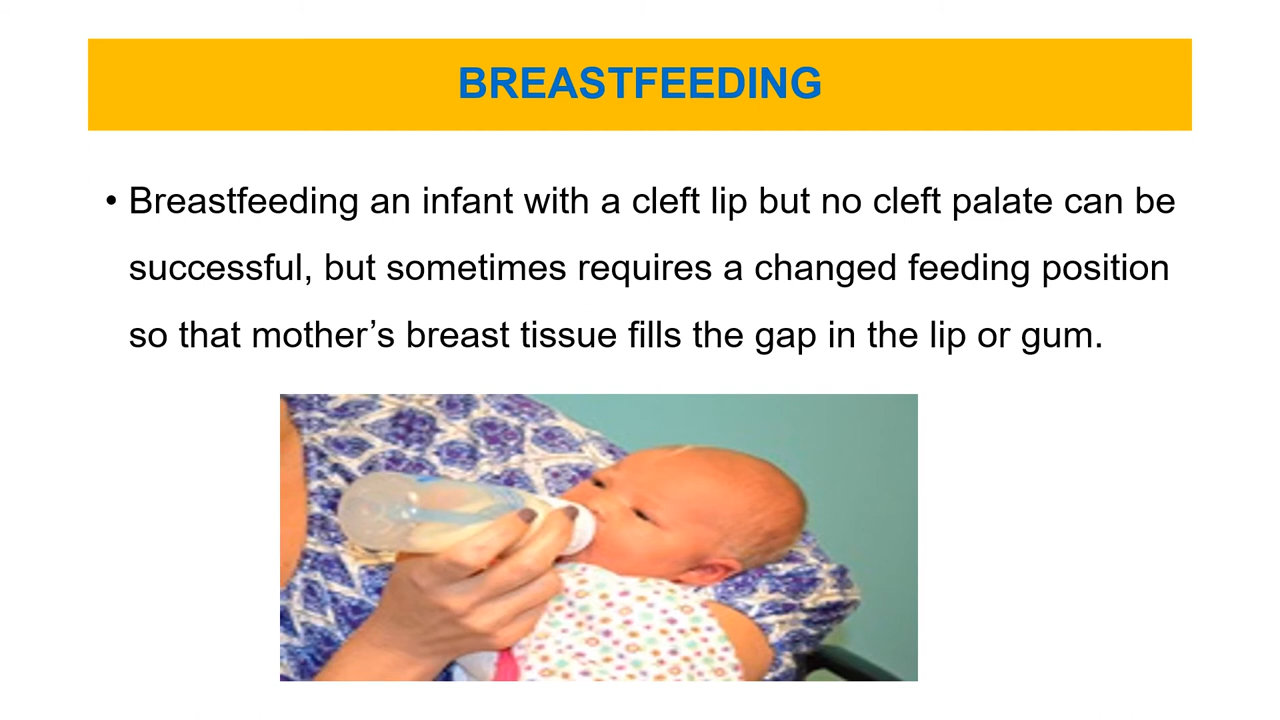 BREASTFEEDING
• Breastfeeding an infant with a cleft lip but no cleft palate can be
successful, but sometimes requires a changed feeding position
so that mother’s breast tissue fills the gap in the lip or gum.